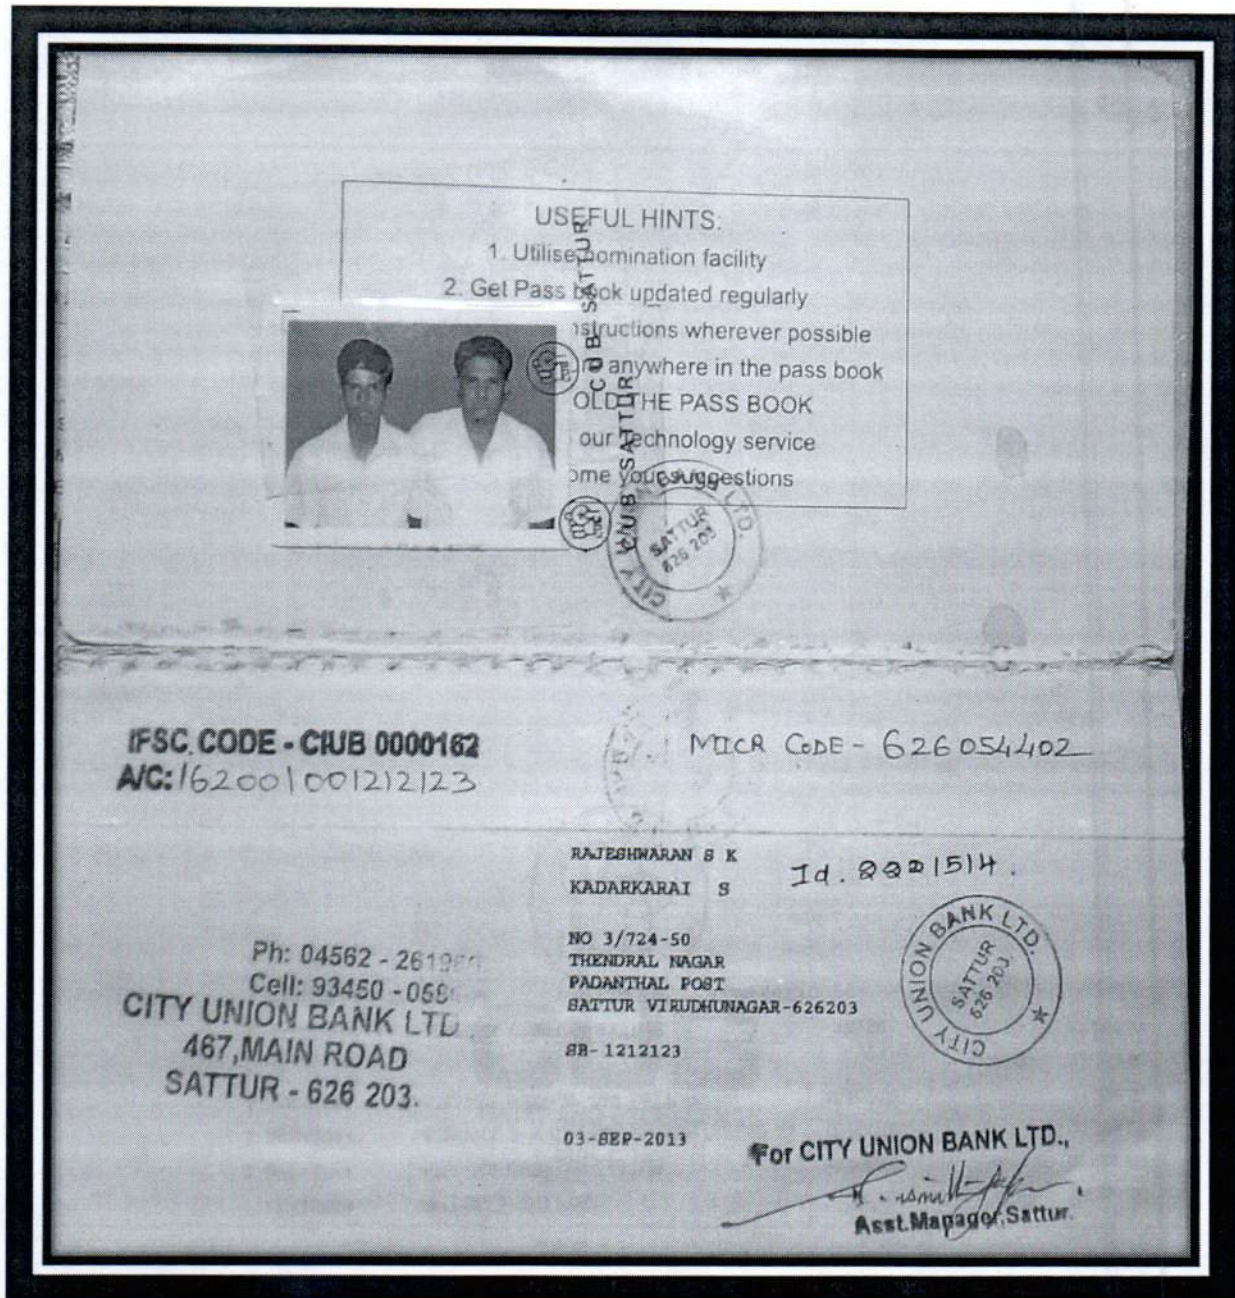 USEFUL HINTS:
1. Utilise nomination facility
2. Get Pass book updated regularly
nstructions wherever possible
anywhere in the pass book
OLD THE PASS BOOK
our technology service
ome your suggestions
CUB SATTUR
CUB SATTUR
CITY UNION BANK LTD.
SATTUR
626 203
IFSC CODE - CIUB 0000162
A/C: 162001001212123
MICR CODE - 626054402
RAJESHWARAN S K
KADARKARAI S
Id. 2221514.
NO 3/724-50
THENDRAL NAGAR
PADANTHAL POST
SATTUR VIRUDHUNAGAR-626203
SB-1212123
03-SEP-2013
Ph: 04562 -
Cell: 93450 -
CITY UNION BANK LTD
467,MAIN ROAD
SATTUR - 626 203.
CITY UNION BANK LTD.
SATTUR
626 203.
For CITY UNION BANK LTD.,
Asst.Manager,Sattur.